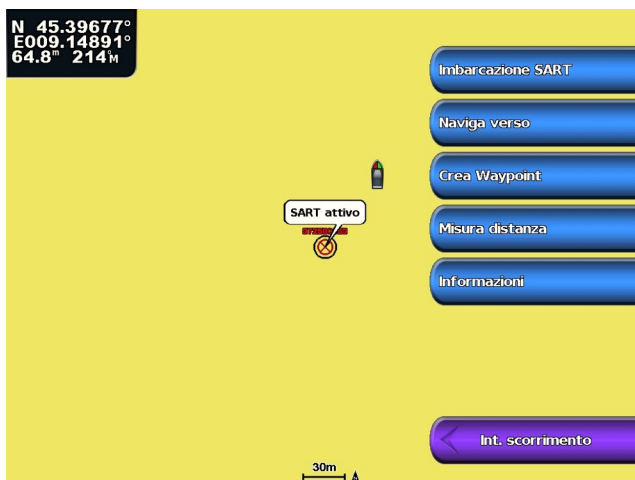 N 45.39677°
E009.14891°
64.8m 214°M
Imbarcazione SART
Naviga verso
Crea Waypoint
SART attivo
Misura distanza
Informazioni
Int. scorrimento
30m